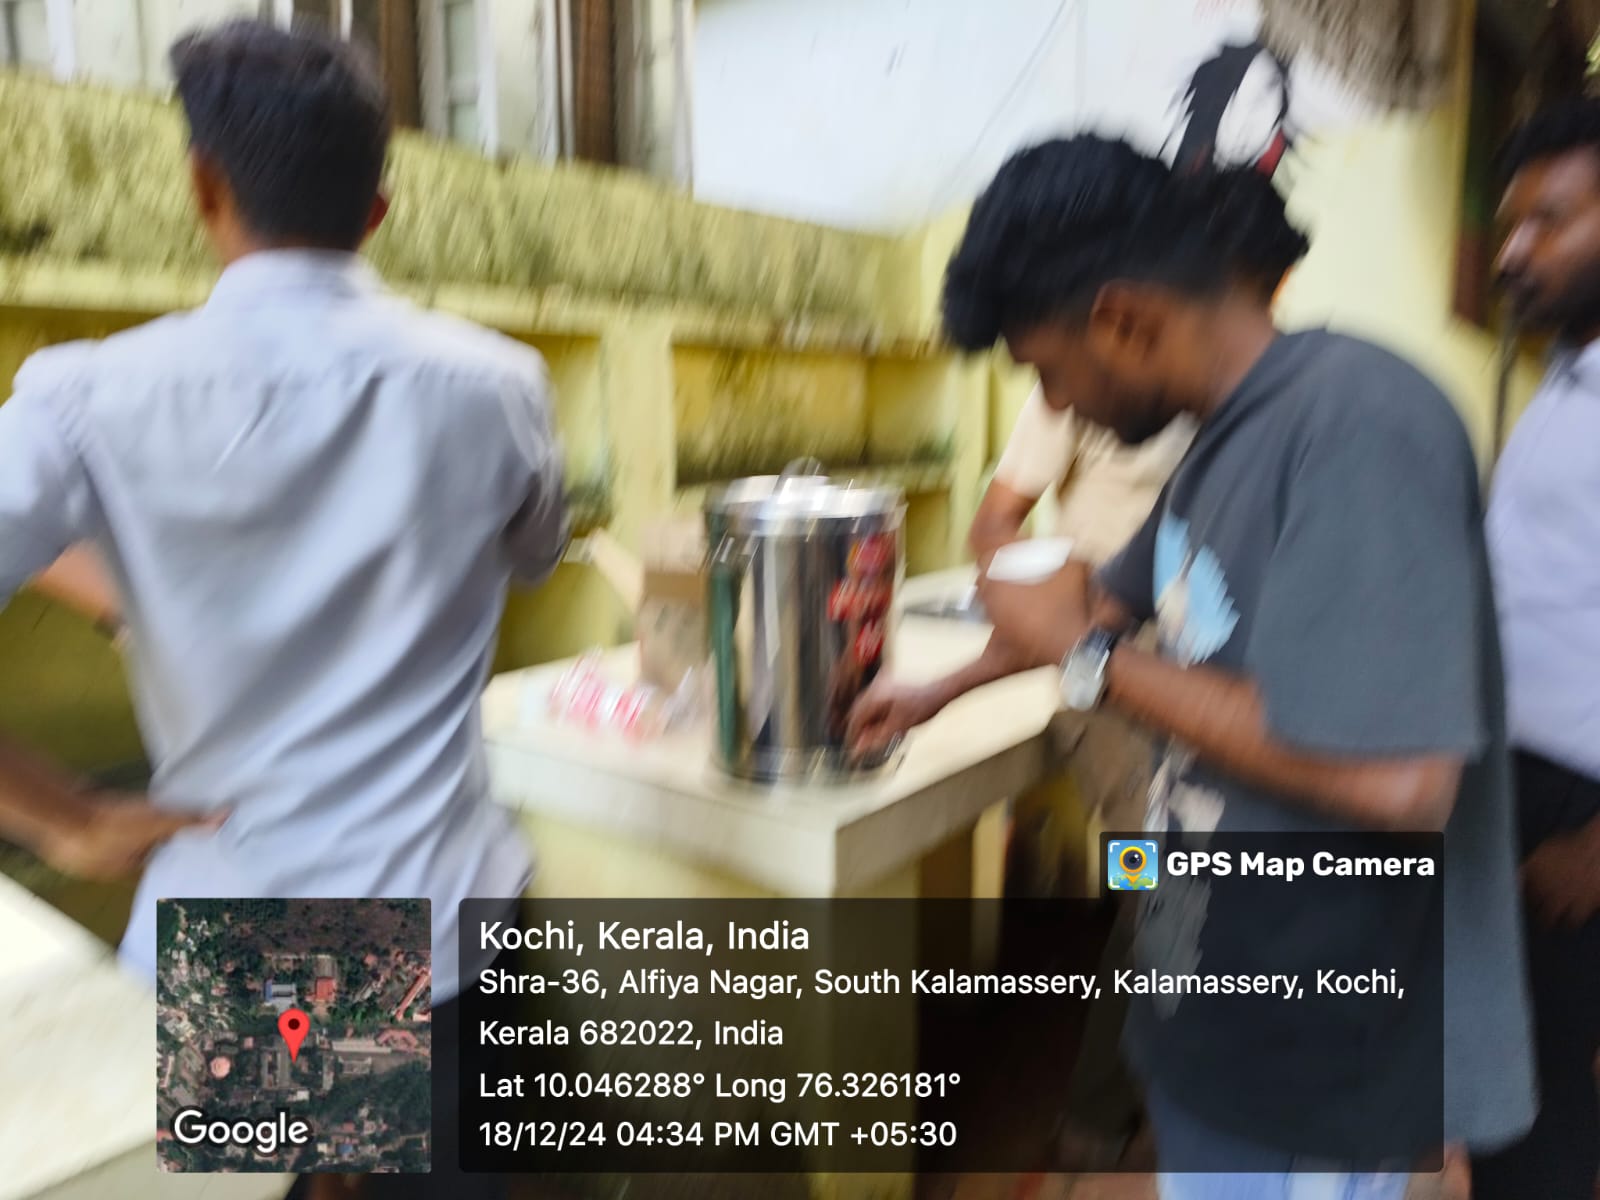 GPS Map Camera
Kochi, Kerala, India
Shra-36, Alfiya Nagar, South Kalamassery, Kalamassery, Kochi,
Kerala 682022, India
Lat 10.046288° Long 76.326181°
18/12/24 04:34 PM GMT +05:30
Google